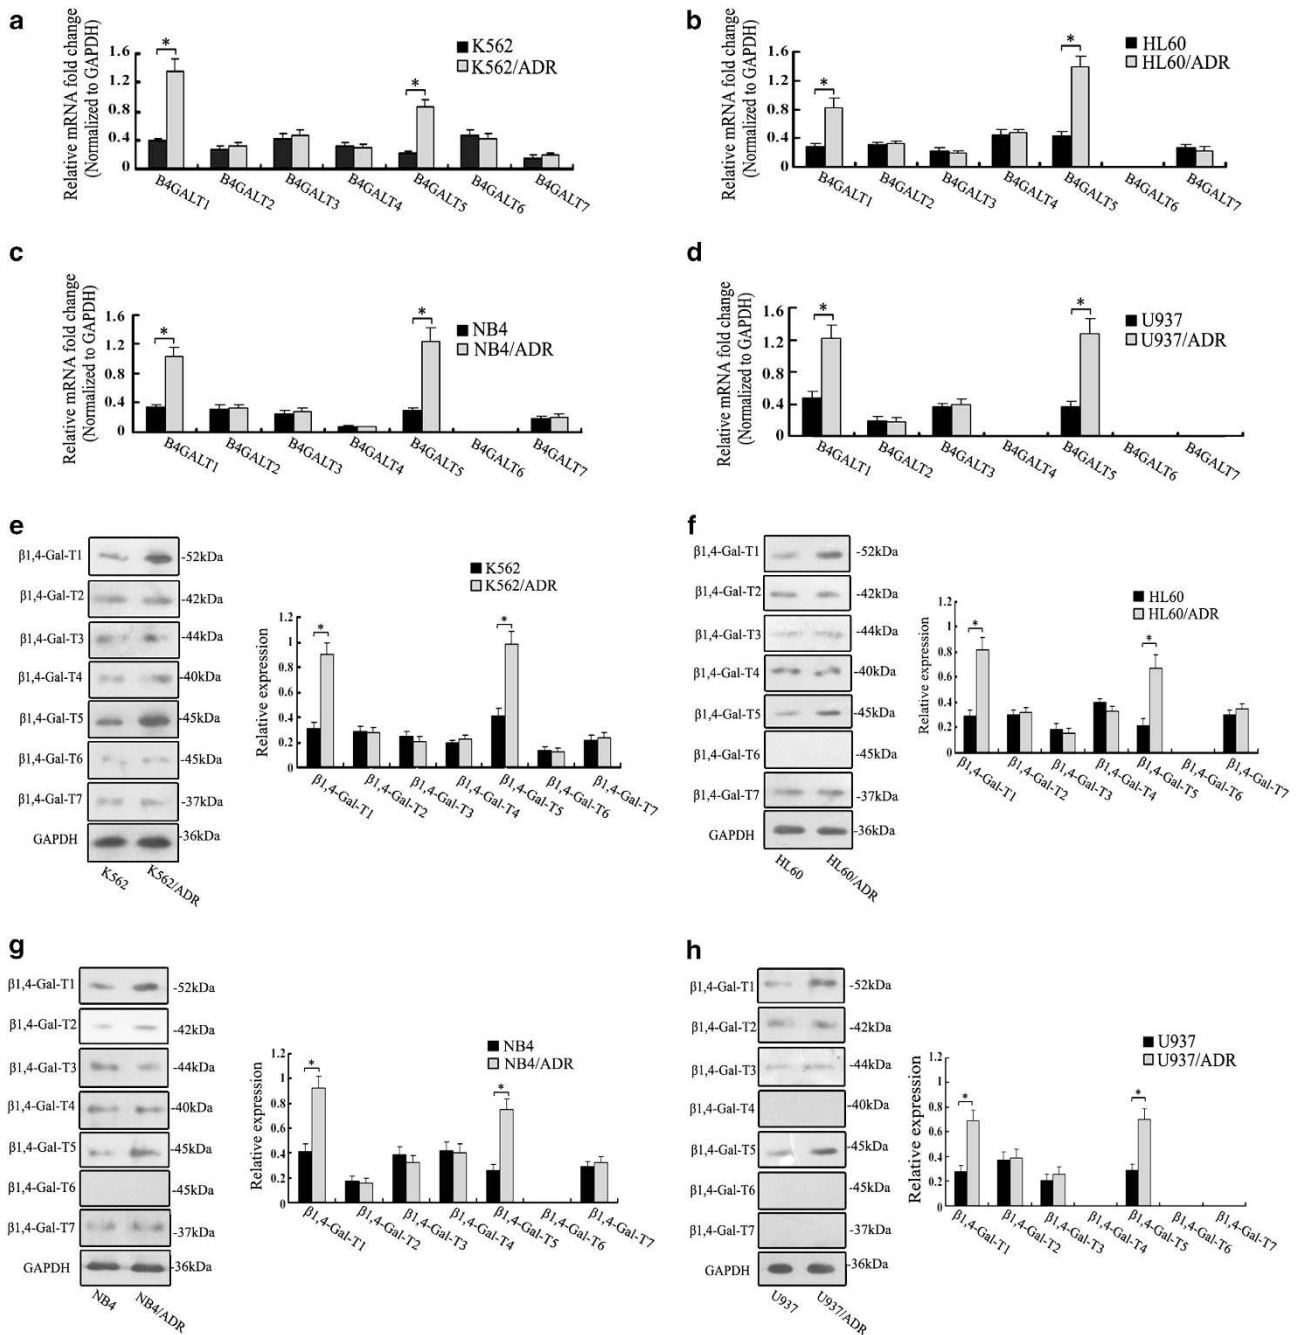 a
Relative mRNA fold change
(Normalized to GAPDH)
1.6
1.2
0.8
0.4
0
*
*
K562
K562/ADR
B4GALT1
B4GALT2
B4GALT3
B4GALT4
B4GALT5
B4GALT6
B4GALT7
b
Relative mRNA fold change
(Normalized to GAPDH)
1.6
1.2
0.8
0.4
0
*
*
HL60
HL60/ADR
B4GALT1
B4GALT2
B4GALT3
B4GALT4
B4GALT5
B4GALT6
B4GALT7
c
Relative mRNA fold change
(Normalized to GAPDH)
1.6
1.2
0.8
0.4
0
*
*
NB4
NB4/ADR
B4GALT1
B4GALT2
B4GALT3
B4GALT4
B4GALT5
B4GALT6
B4GALT7
d
Relative mRNA fold change
(Normalized to GAPDH)
1.6
1.2
0.8
0.4
0
*
*
U937
U937/ADR
B4GALT1
B4GALT2
B4GALT3
B4GALT4
B4GALT5
B4GALT6
B4GALT7
e
β1,4-Gal-T1 -52kDa
β1,4-Gal-T2 -42kDa
β1,4-Gal-T3 -44kDa
β1,4-Gal-T4 -40kDa
β1,4-Gal-T5 -45kDa
β1,4-Gal-T6 -45kDa
β1,4-Gal-T7 -37kDa
GAPDH -36kDa
K562
K562/ADR
Relative expression
1.2
1
0.8
0.6
0.4
0.2
0
*
*
K562
K562/ADR
β1,4-Gal-T1
β1,4-Gal-T2
β1,4-Gal-T3
β1,4-Gal-T4
β1,4-Gal-T5
β1,4-Gal-T6
β1,4-Gal-T7
f
β1,4-Gal-T1 -52kDa
β1,4-Gal-T2 -42kDa
β1,4-Gal-T3 -44kDa
β1,4-Gal-T4 -40kDa
β1,4-Gal-T5 -45kDa
β1,4-Gal-T6 -45kDa
β1,4-Gal-T7 -37kDa
GAPDH -36kDa
HL60
HL60/ADR
Relative expression
1.2
1
0.8
0.6
0.4
0.2
0
*
*
HL60
HL60/ADR
β1,4-Gal-T1
β1,4-Gal-T2
β1,4-Gal-T3
β1,4-Gal-T4
β1,4-Gal-T5
β1,4-Gal-T6
β1,4-Gal-T7
g
β1,4-Gal-T1 -52kDa
β1,4-Gal-T2 -42kDa
β1,4-Gal-T3 -44kDa
β1,4-Gal-T4 -40kDa
β1,4-Gal-T5 -45kDa
β1,4-Gal-T6 -45kDa
β1,4-Gal-T7 -37kDa
GAPDH -36kDa
NB4
NB4/ADR
Relative expression
1.2
1
0.8
0.6
0.4
0.2
0
*
*
NB4
NB4/ADR
β1,4-Gal-T1
β1,4-Gal-T2
β1,4-Gal-T3
β1,4-Gal-T4
β1,4-Gal-T5
β1,4-Gal-T6
β1,4-Gal-T7
h
β1,4-Gal-T1 -52kDa
β1,4-Gal-T2 -42kDa
β1,4-Gal-T3 -44kDa
β1,4-Gal-T4 -40kDa
β1,4-Gal-T5 -45kDa
β1,4-Gal-T6 -45kDa
β1,4-Gal-T7 -37kDa
GAPDH -36kDa
U937
U937/ADR
Relative expression
1.2
1
0.8
0.6
0.4
0.2
0
*
*
U937
U937/ADR
β1,4-Gal-T1
β1,4-Gal-T2
β1,4-Gal-T3
β1,4-Gal-T4
β1,4-Gal-T5
β1,4-Gal-T6
β1,4-Gal-T7